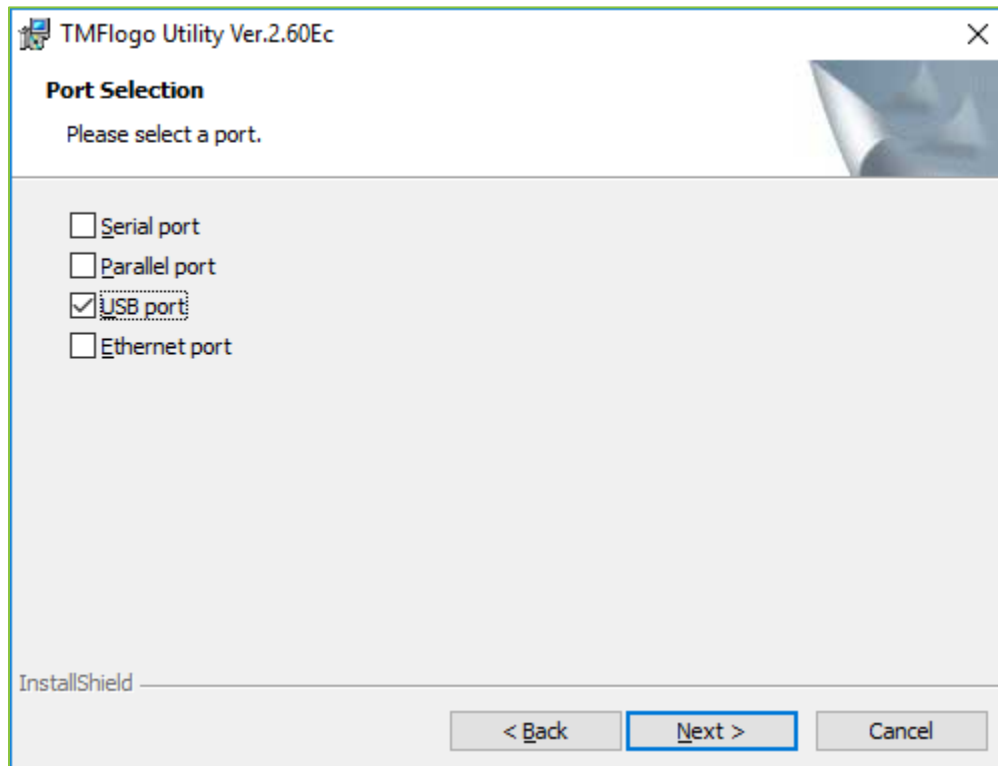 TMFlogo Utility Ver.2.60Ec
Port Selection
Please select a port.
Serial port
Parallel port
USB port
Ethernet port
InstallShield
< Back Next > Cancel